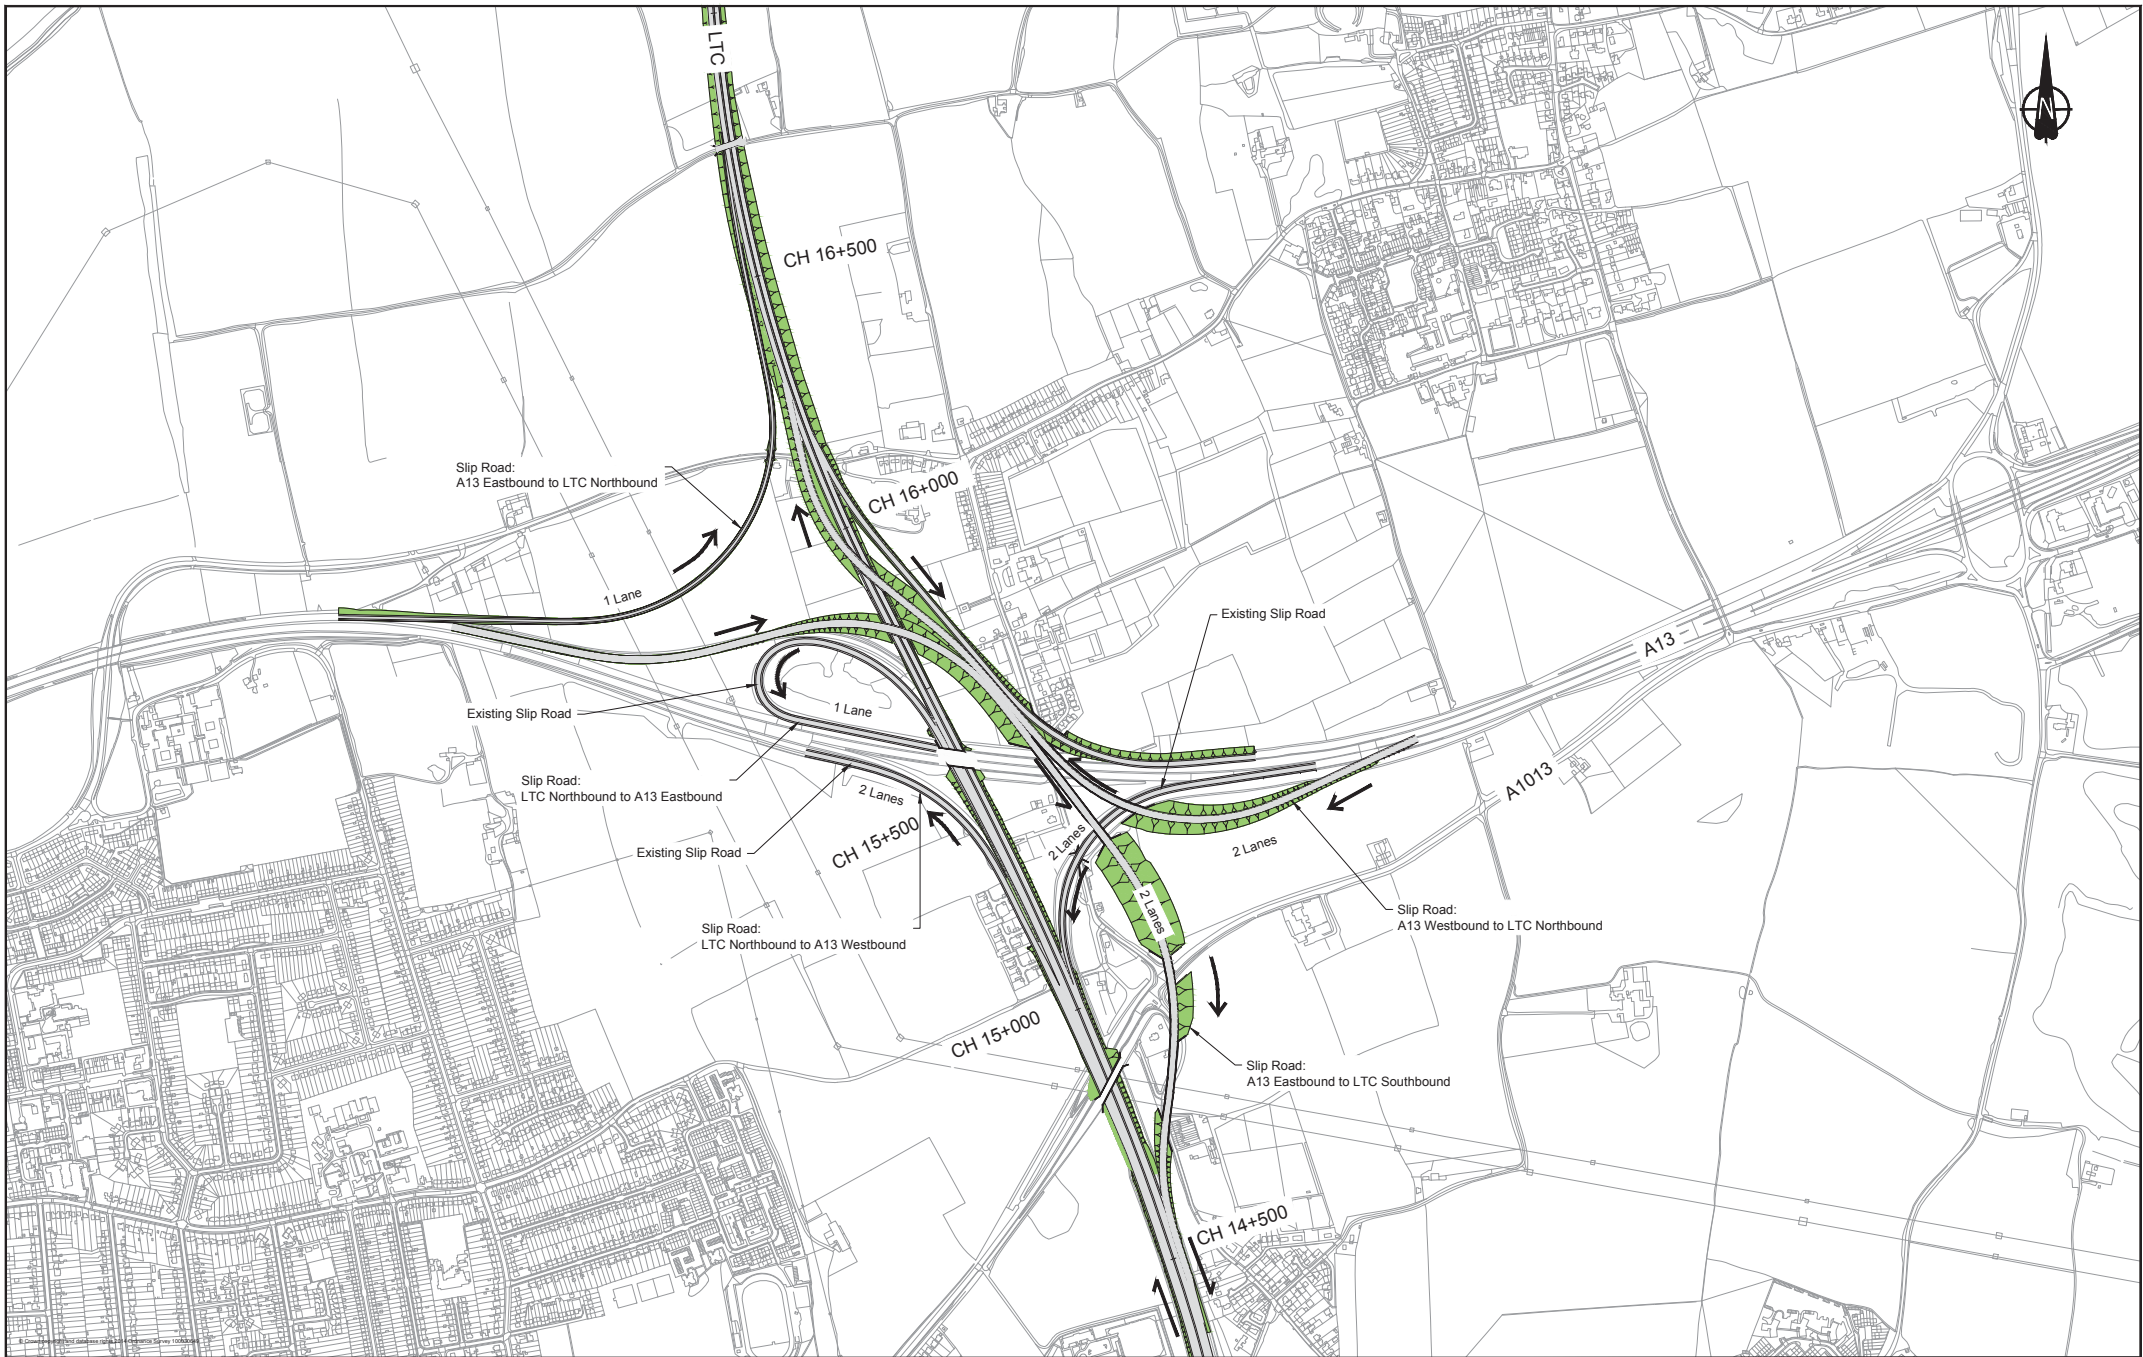 LTC
N
CH 16+500
Slip Road:
A13 Eastbound to LTC Northbound
CH 16+000
1 Lane
Existing Slip Road
A13
Existing Slip Road
1 Lane
Slip Road:
LTC Northbound to A13 Eastbound
A1013
2 Lanes
CH 15+500
2 Lanes
2 Lanes
Existing Slip Road
2 Lanes
Slip Road:
A13 Westbound to LTC Northbound
Slip Road:
LTC Northbound to A13 Westbound
CH 15+000
Slip Road:
A13 Eastbound to LTC Southbound
CH 14+500